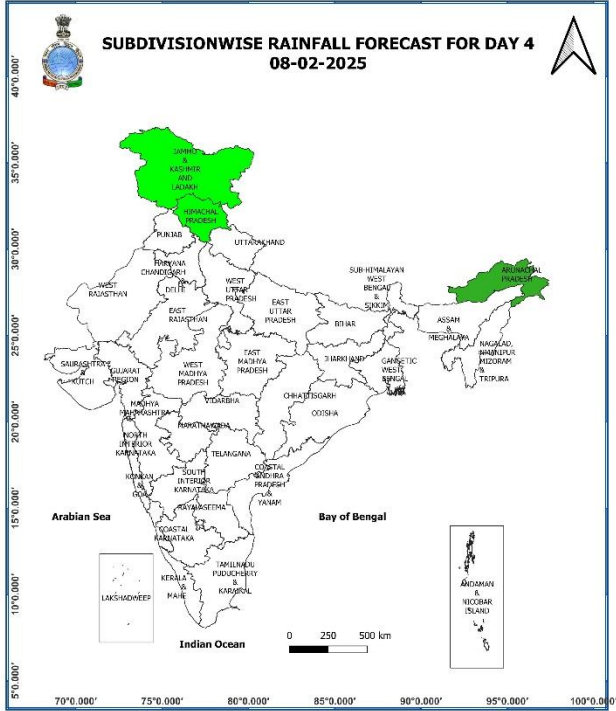 SUBDIVISIONWISE RAINFALL FORECAST FOR DAY 4
08-02-2025
40°0.000'
35°0.000'
30°0.000'
25°0.000'
20°0.000'
15°0.000'
10°0.000'
5°0.000'
JAMMU
&
KASHMIR
AND
LADAKH
HIMACHAL
PRADESH
PUNJAB
UTTARAKHAND
HARYANA
CHANDIGARH
&
DELHI
WEST
RAJASTHAN
EAST
RAJASTHAN
WEST
UTTAR
PRADESH
EAST
UTTAR
PRADESH
SUB-HIMALAYAN
WEST
BENGAL
&
SIKKIM
ARUNACHAL
PRADESH
ASSAM
&
MEGHALAYA
NAGALAD,
MANIPUR
MIZORAM
&
TRIPURA
BIHAR
JHARKHAND
GANGETIC
WEST
BENGAL
SAURASHTRA
&
KUTCH
GUJARAT
REGION
WEST
MADHYA
PRADESH
EAST
MADHYA
PRADESH
CHHATTISGARH
ODISHA
MADHYA
MAHARASHTRA
VIDARBHA
MARATHAWADA
NORTH
INTERIOR
KARNATAKA
TELANGANA
KONKAN
&
GOA
SOUTH
INTERIOR
KARNATAKA
COASTAL
ANDHRA
PRADESH
&
YANAM
RAYALASEEMA
COASTAL
KARNATAKA
Arabian Sea
Bay of Bengal
LAKSHADWEEP
KERALA
&
MAHE
TAMILNADU
PUDUCHERRY
&
KARAIKAL
ANDAMAN
&
NICOBAR
ISLAND
Indian Ocean
0 250 500 km
70°0.000' 75°0.000' 80°0.000' 85°0.000' 90°0.000' 95°0.000' 100°0.000'